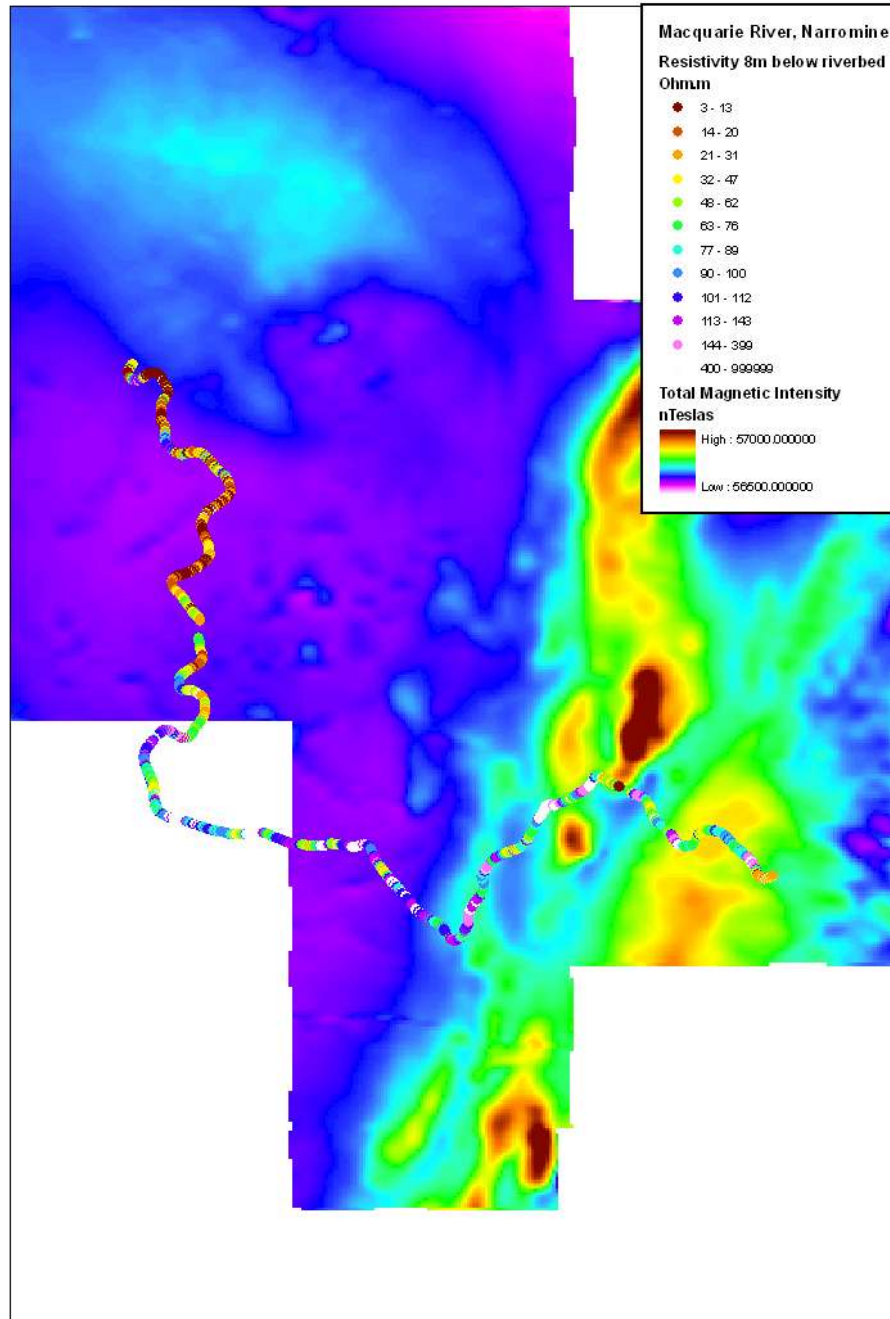 Macquarie River, Narromine
Resistivity 8m below riverbed
Ohm.m
3 - 13
14 - 20
21 - 31
32 - 47
48 - 62
63 - 76
77 - 89
90 - 100
101 - 112
113 - 143
144 - 399
400 - 999999
Total Magnetic Intensity
nTeslas
High : 57000.000000
Low : 56500.000000